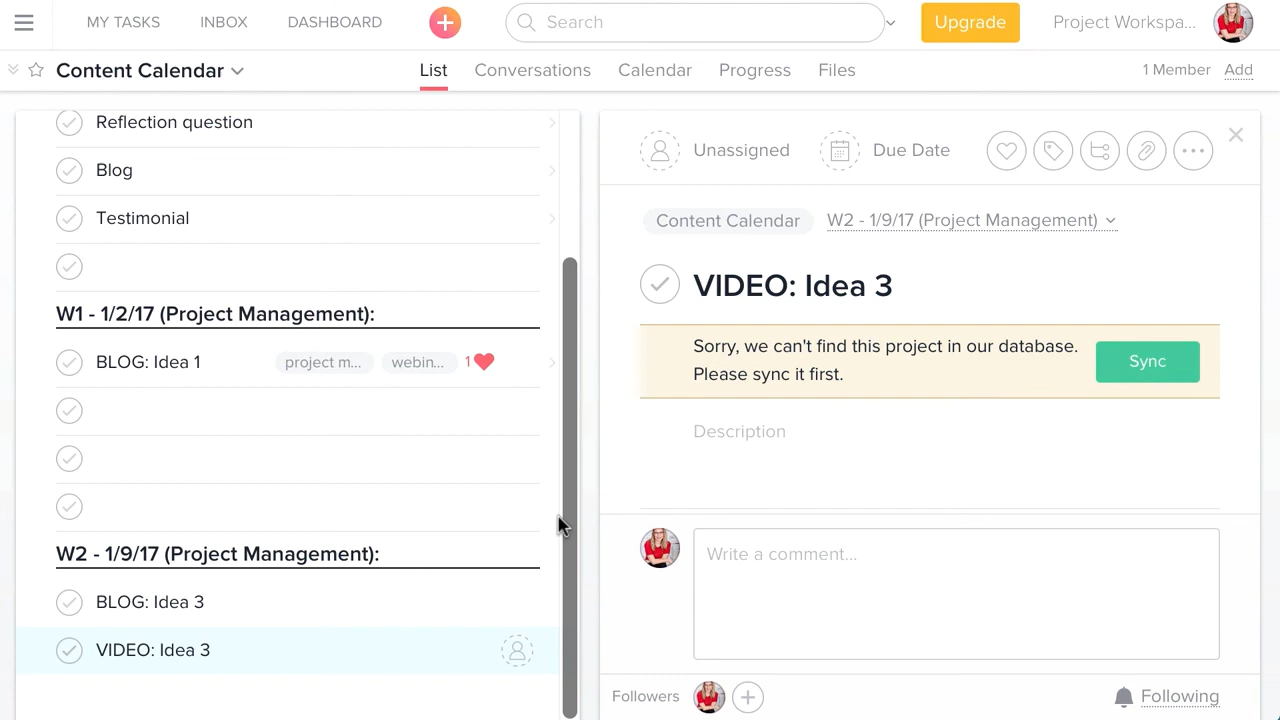 MY TASKS INBOX DASHBOARD Search Upgrade Project Workspa...
Content Calendar List Conversations Calendar Progress Files 1 Member Add
Reflection question
Blog
Testimonial
W1 - 1/2/17 (Project Management):
BLOG: Idea 1 project m... webin... 1
W2 - 1/9/17 (Project Management):
BLOG: Idea 3
VIDEO: Idea 3
Unassigned Due Date
Content Calendar W2 - 1/9/17 (Project Management)
VIDEO: Idea 3
Sorry, we can't find this project in our database.
Please sync it first.
Sync
Description
Write a comment...
Followers Following